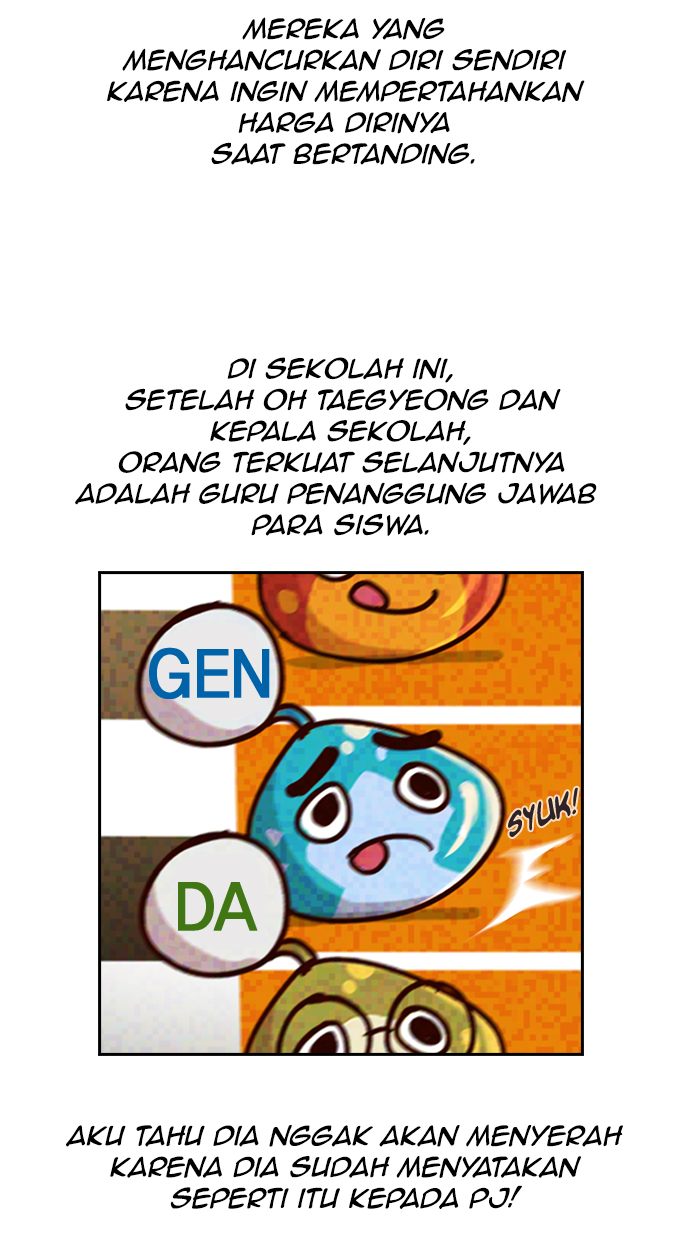 MEREKA YANG
MENGHANCURKAN DIRI SENDIRI
KARENA INGIN MEMPERTAHANKAN
HARGA DIRINYA
SAAT BERTANDING.
DI SEKOLAH INI,
SETELAH OH TAEGYEONG DAN
KEPALA SEKOLAH,
ORANG TERKUAT SELANJUTNYA
ADALAH GURU PENANGGUNG JAWAB
PARA SISWA.
GEN
SYUK!
DA
AKU TAHU DIA NGGAK AKAN MENYERAH
KARENA DIA SUDAH MENYATAKAN
SEPERTI ITU KEPADA PJ!